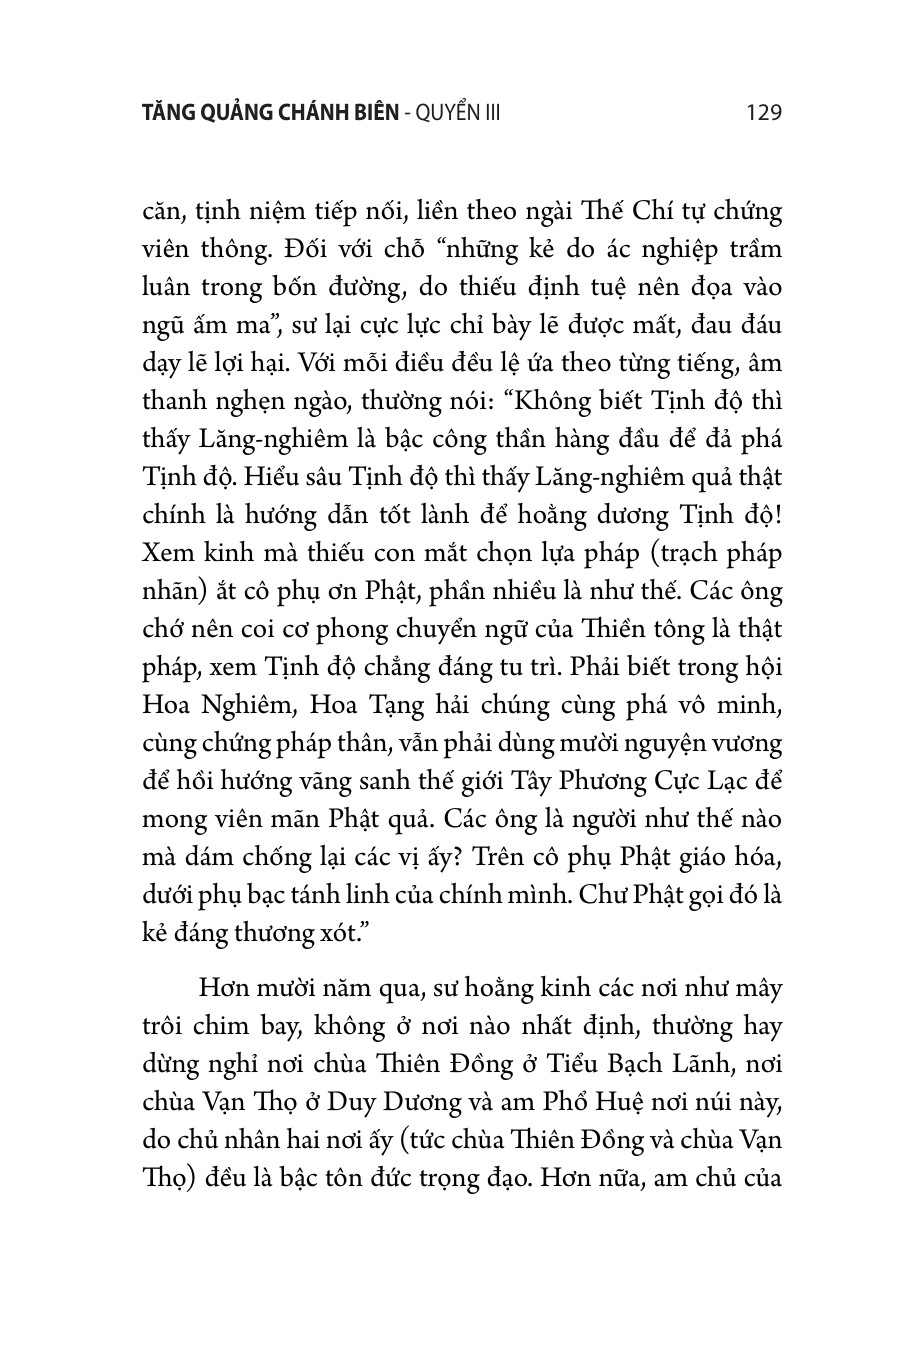 TĂNG QUẢNG CHÁNH BIÊN - QUYỂN III 129
căn, tịnh niệm tiếp nối, liền theo ngài Thế Chí tự chứng
viên thông. Đối với chỗ “những kẻ do ác nghiệp trầm
luân trong bốn đường, do thiếu định tuệ nên đọa vào
ngũ ấm ma”, sư lại cực lực chỉ bày lẽ được mất, đau đáu
dạy lẽ lợi hại. Với mỗi điều đều lệ ứa theo từng tiếng, âm
thanh nghẹn ngào, thường nói: “Không biết Tịnh độ thì
thấy Lăng-nghiêm là bậc công thần hàng đầu để đả phá
Tịnh độ. Hiểu sâu Tịnh độ thì thấy Lăng-nghiêm quả thật
chính là hướng dẫn tốt lành để hoằng dương Tịnh độ!
Xem kinh mà thiếu con mắt chọn lựa pháp (trạch pháp
nhãn) ắt cô phụ ơn Phật, phần nhiều là như thế. Các ông
chớ nên coi cơ phong chuyển ngữ của Thiền tông là thật
pháp, xem Tịnh độ chẳng đáng tu trì. Phải biết trong hội
Hoa Nghiêm, Hoa Tạng hải chúng cùng phá vô minh,
cùng chứng pháp thân, vẫn phải dùng mười nguyện vương
để hồi hướng vãng sanh thế giới Tây Phương Cực Lạc để
mong viên mãn Phật quả. Các ông là người như thế nào
mà dám chống lại các vị ấy? Trên cô phụ Phật giáo hóa,
dưới phụ bạc tánh linh của chính mình. Chư Phật gọi đó là
kẻ đáng thương xót.”
Hơn mười năm qua, sư hoằng kinh các nơi như mây
trôi chim bay, không ở nơi nào nhất định, thường hay
dừng nghỉ nơi chùa Thiên Đồng ở Tiểu Bạch Lãnh, nơi
chùa Vạn Thọ ở Duy Dương và am Phổ Huệ nơi núi này,
do chủ nhân hai nơi ấy (tức chùa Thiên Đồng và chùa Vạn
Thọ) đều là bậc tôn đức trọng đạo. Hơn nữa, am chủ của